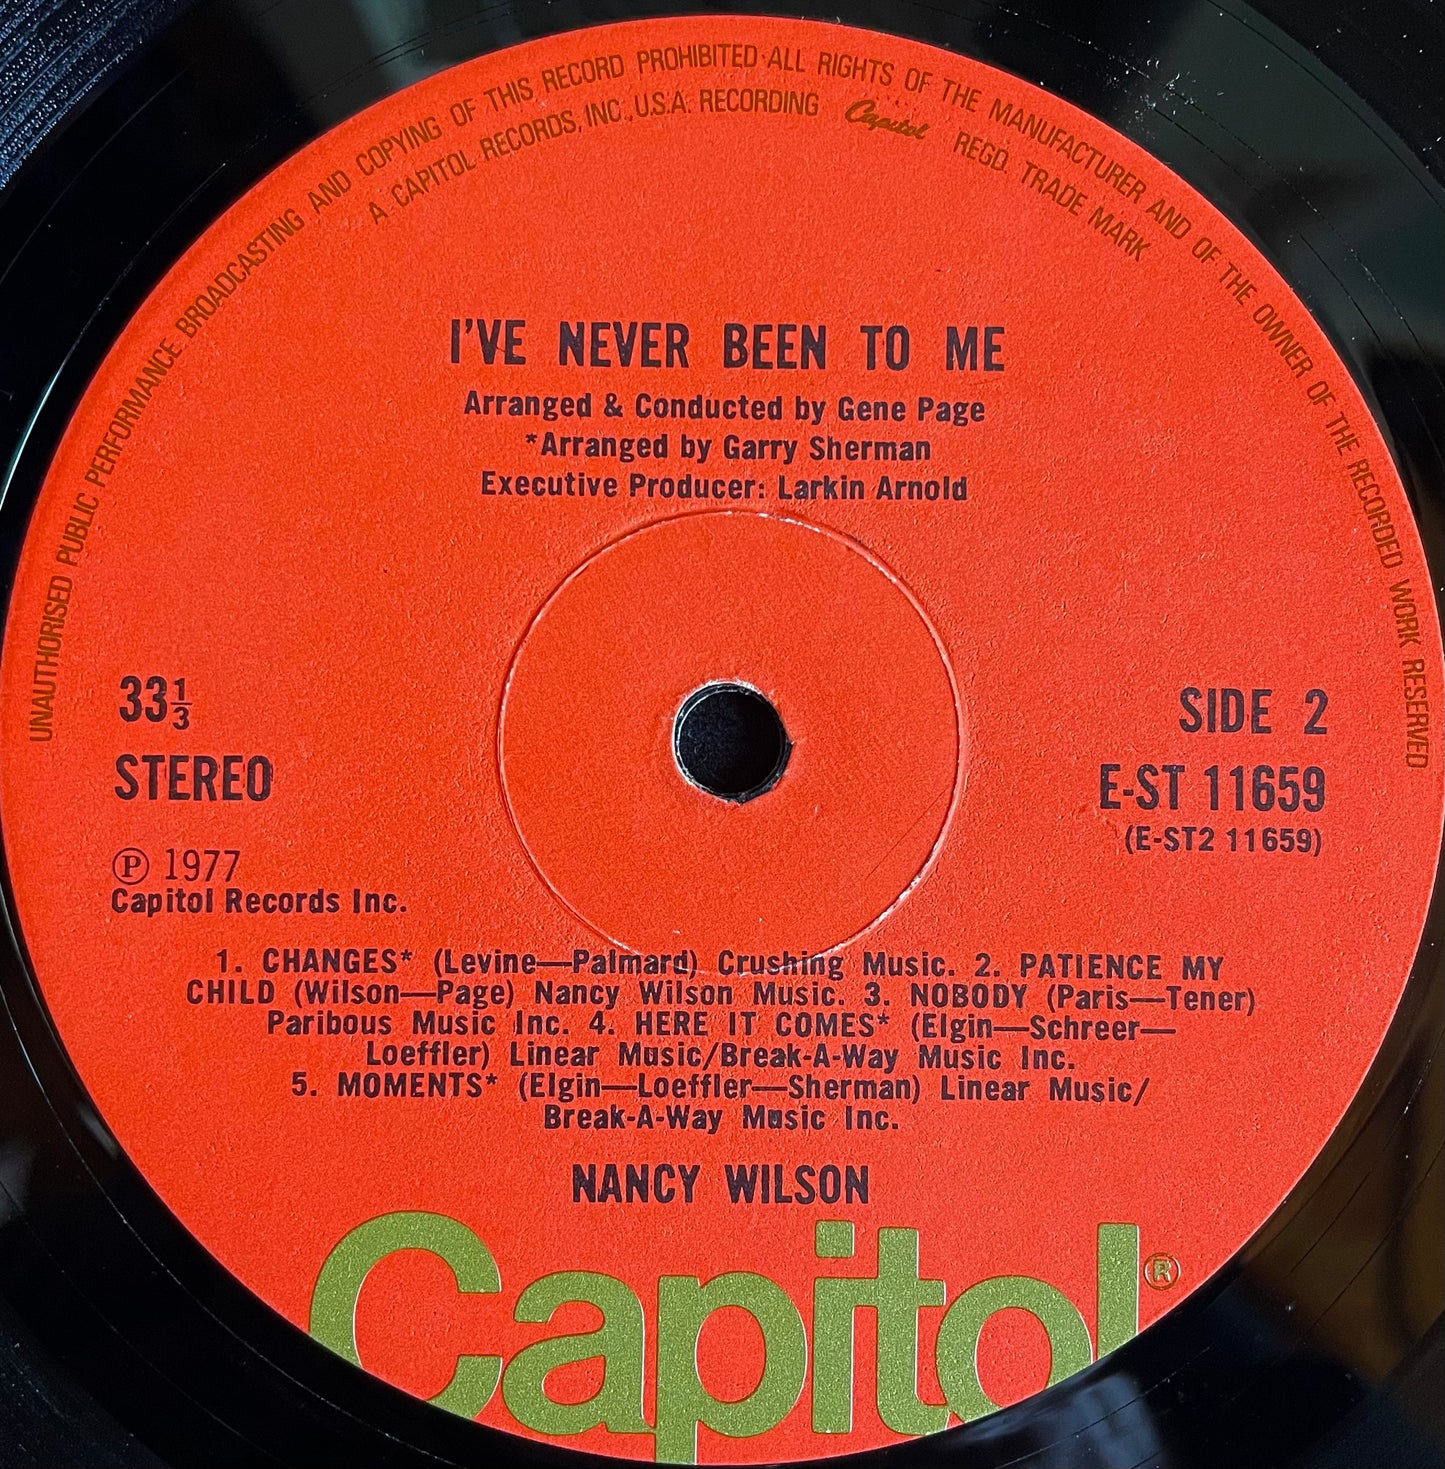 UNAUTHORISED PUBLIC PERFORMANCE BROADCASTING AND COPYING OF THIS RECORD PROHIBITED·ALL RIGHTS OF THE MANUFACTURER AND OF THE OWNER OF THE RECORDED WORK RESERVED
A CAPITOL RECORDS, INC., U.S.A. RECORDING Capitol REGD. TRADE MARK
I'VE NEVER BEEN TO ME
Arranged & Conducted by Gene Page
*Arranged by Garry Sherman
Executive Producer: Larkin Arnold
33 1/3
STEREO
Ⓟ 1977
Capitol Records Inc.
SIDE 2
E-ST 11659
(E-ST2 11659)
1. CHANGES* (Levine—Palmard) Crushing Music. 2. PATIENCE MY
CHILD (Wilson—Page) Nancy Wilson Music. 3. NOBODY (Paris—Tener)
Paribous Music Inc. 4. HERE IT COMES* (Elgin—Schreer—
Loeffler) Linear Music/Break-A-Way Music Inc.
5. MOMENTS* (Elgin—Loeffler—Sherman) Linear Music/
Break-A-Way Music Inc.
NANCY WILSON
Capitol®